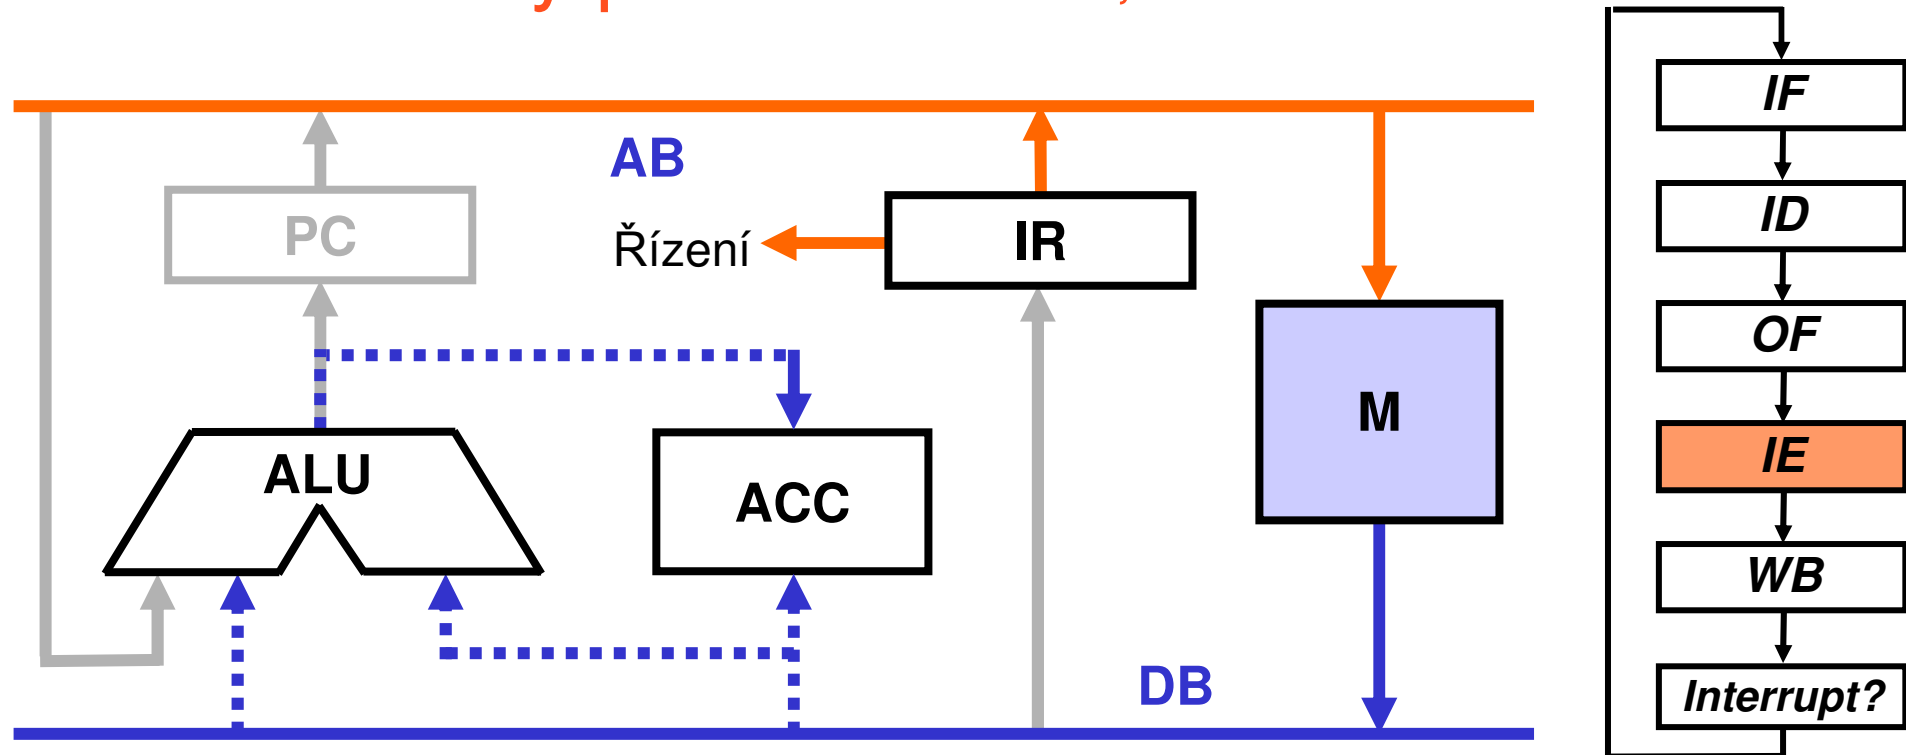 AB
PC
Řízení
IR
M
ALU
ACC
DB
IF
ID
OF
IE
WB
Interrupt?